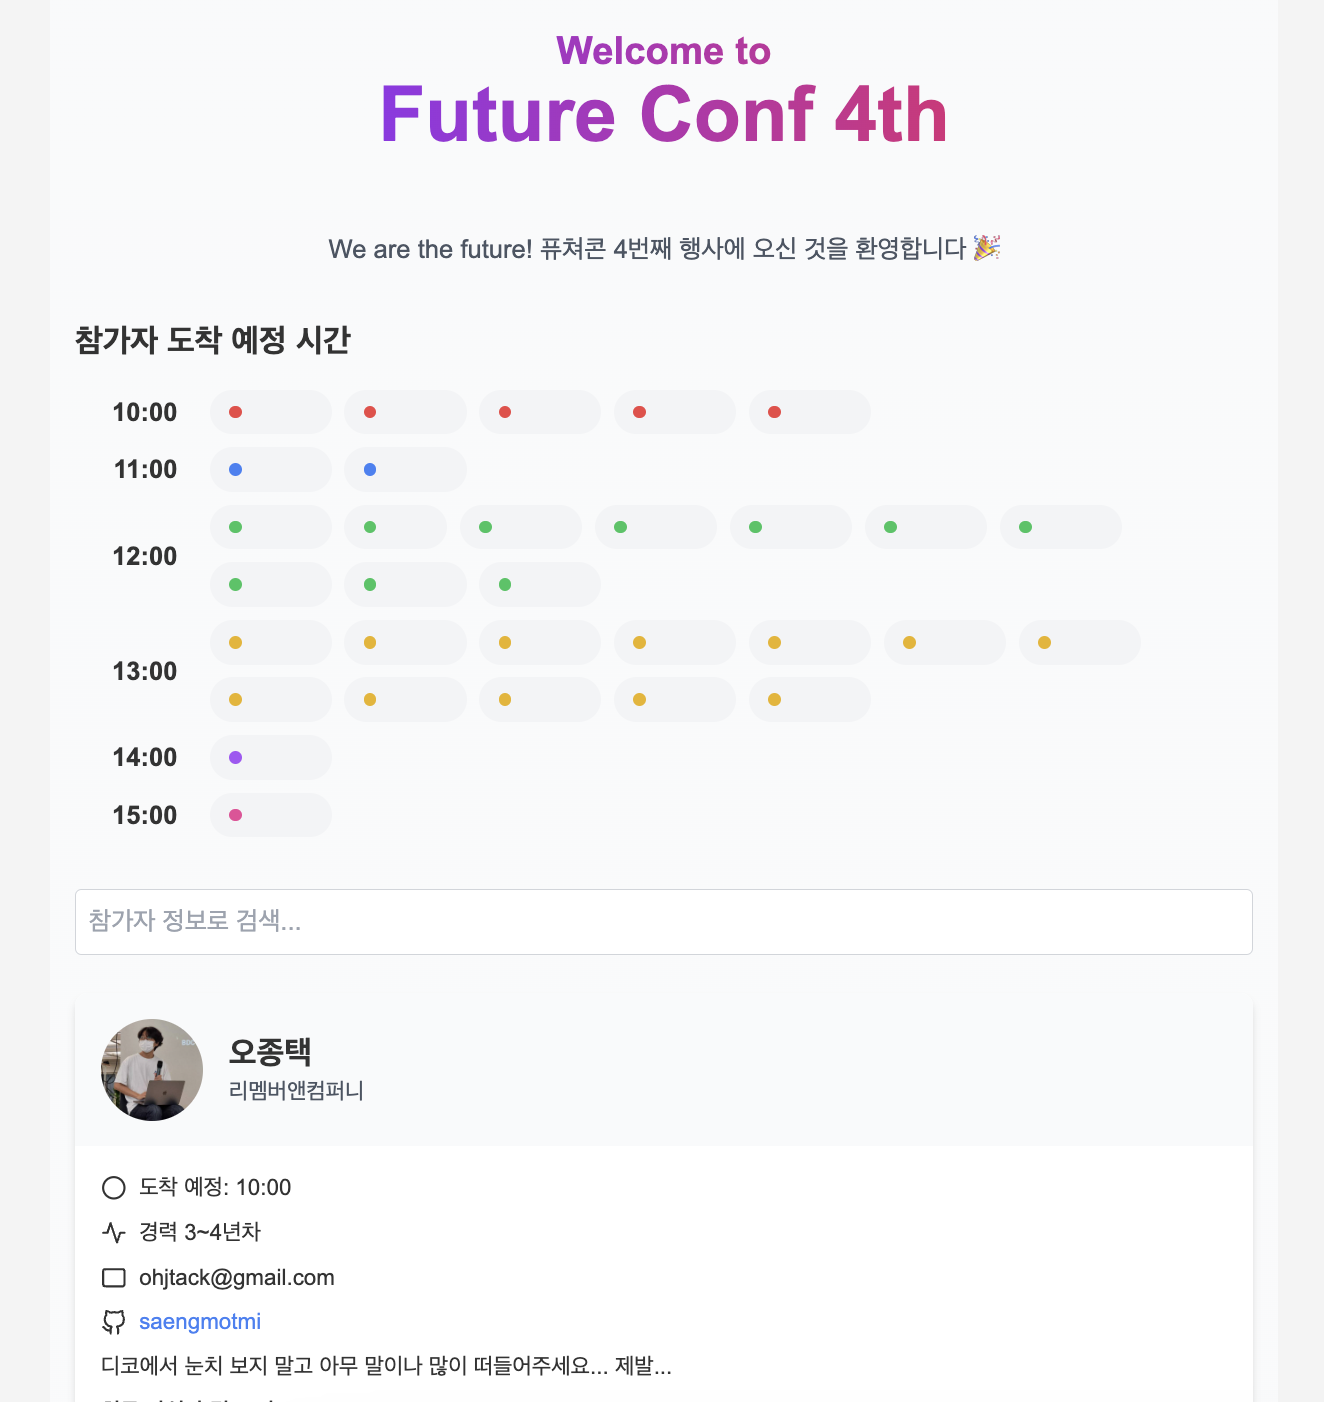 Welcome to
Future Conf 4th
We are the future! 퓨쳐콘 4번째 행사에 오신 것을 환영합니다 🎉
참가자 도착 예정 시간
10:00
11:00
12:00
13:00
14:00
15:00
참가자 정보로 검색...
오종택
리멤버앤컴퍼니
도착 예정: 10:00
경력 3~4년차
ohjtack@gmail.com
saengmotmi
디코에서 눈치 보지 말고 아무 말이나 많이 떠들어주세요... 제발...